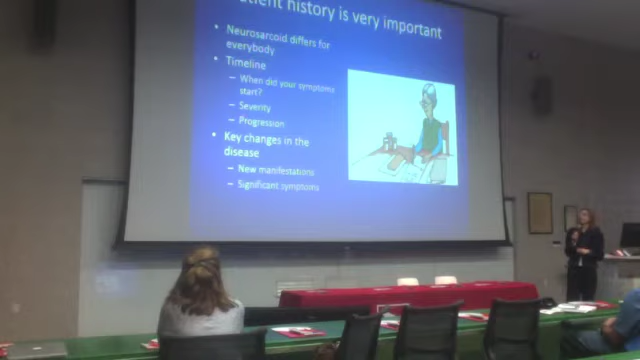 history is very important
• Neurosarcoid differs for
everybody
• Timeline
– When did your symptoms
start?
– Severity
– Progression
• Key changes in the
disease
– New manifestations
– Significant symptoms